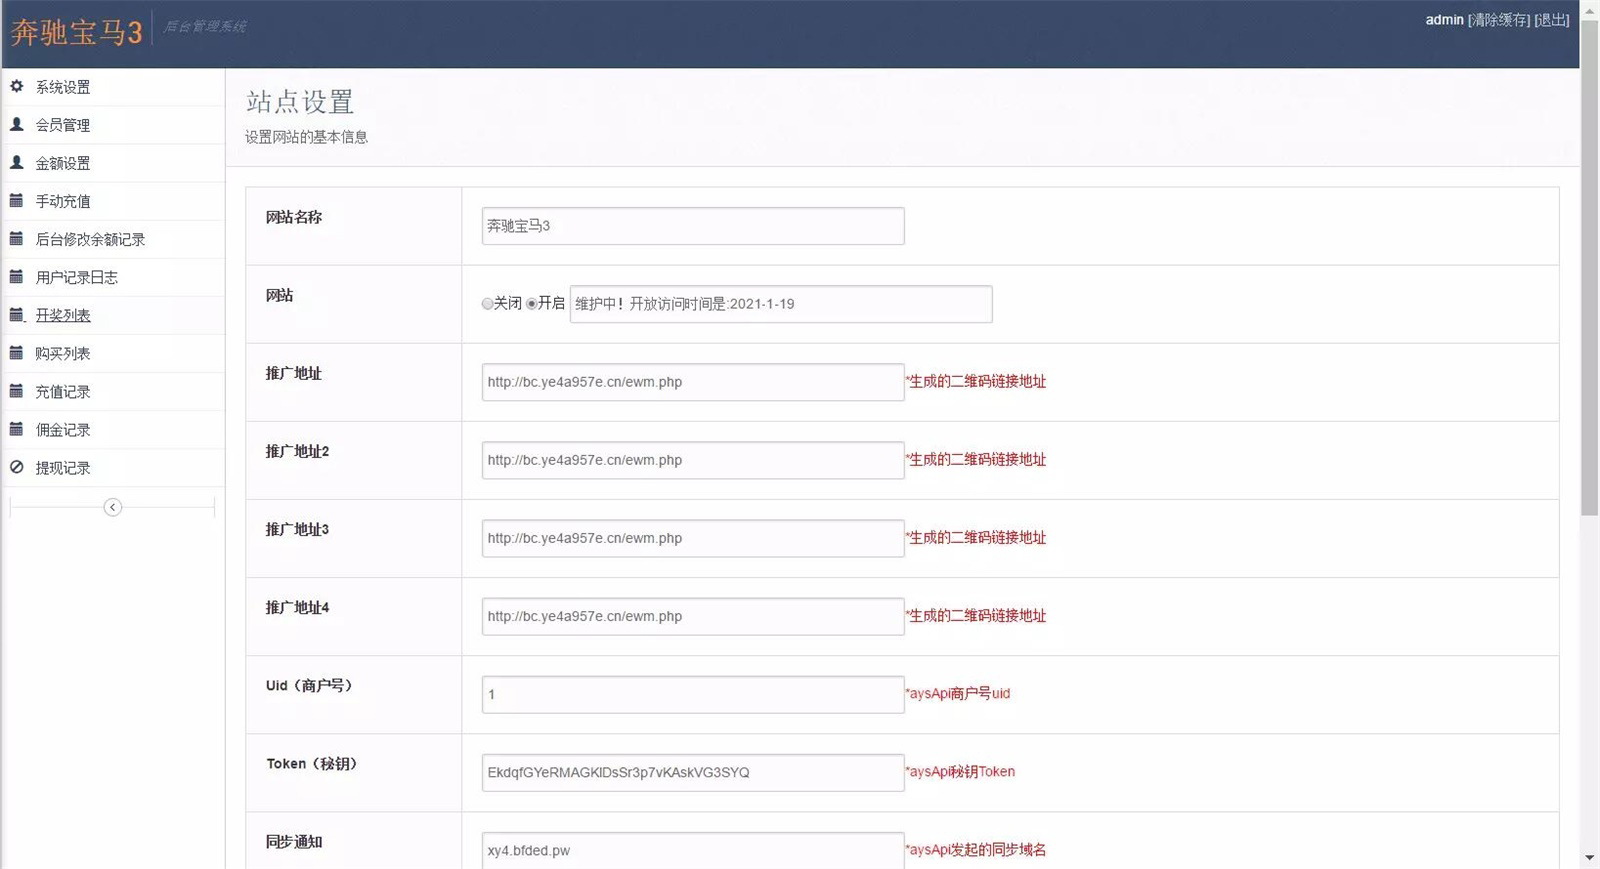 奔驰宝马3 后台管理系统
admin [清除缓存] [退出]
系统设置
会员管理
金额设置
手动充值
后台修改余额记录
用户记录日志
开奖列表
购买列表
充值记录
佣金记录
提现记录
站点设置
设置网站的基本信息
网站名称 奔驰宝马3
网站 关闭 开启 维护中！开放访问时间是:2021-1-19
推广地址 http://bc.ye4a957e.cn/ewm.php *生成的二维码链接地址
推广地址2 http://bc.ye4a957e.cn/ewm.php *生成的二维码链接地址
推广地址3 http://bc.ye4a957e.cn/ewm.php *生成的二维码链接地址
推广地址4 http://bc.ye4a957e.cn/ewm.php *生成的二维码链接地址
Uid（商户号） 1 *aysApi商户号uid
Token（秘钥） EkdqfGYeRMAGKIDsSr3p7vKAskVG3SYQ *aysApi秘钥Token
同步通知 xy4.bfded.pw *aysApi发起的同步域名